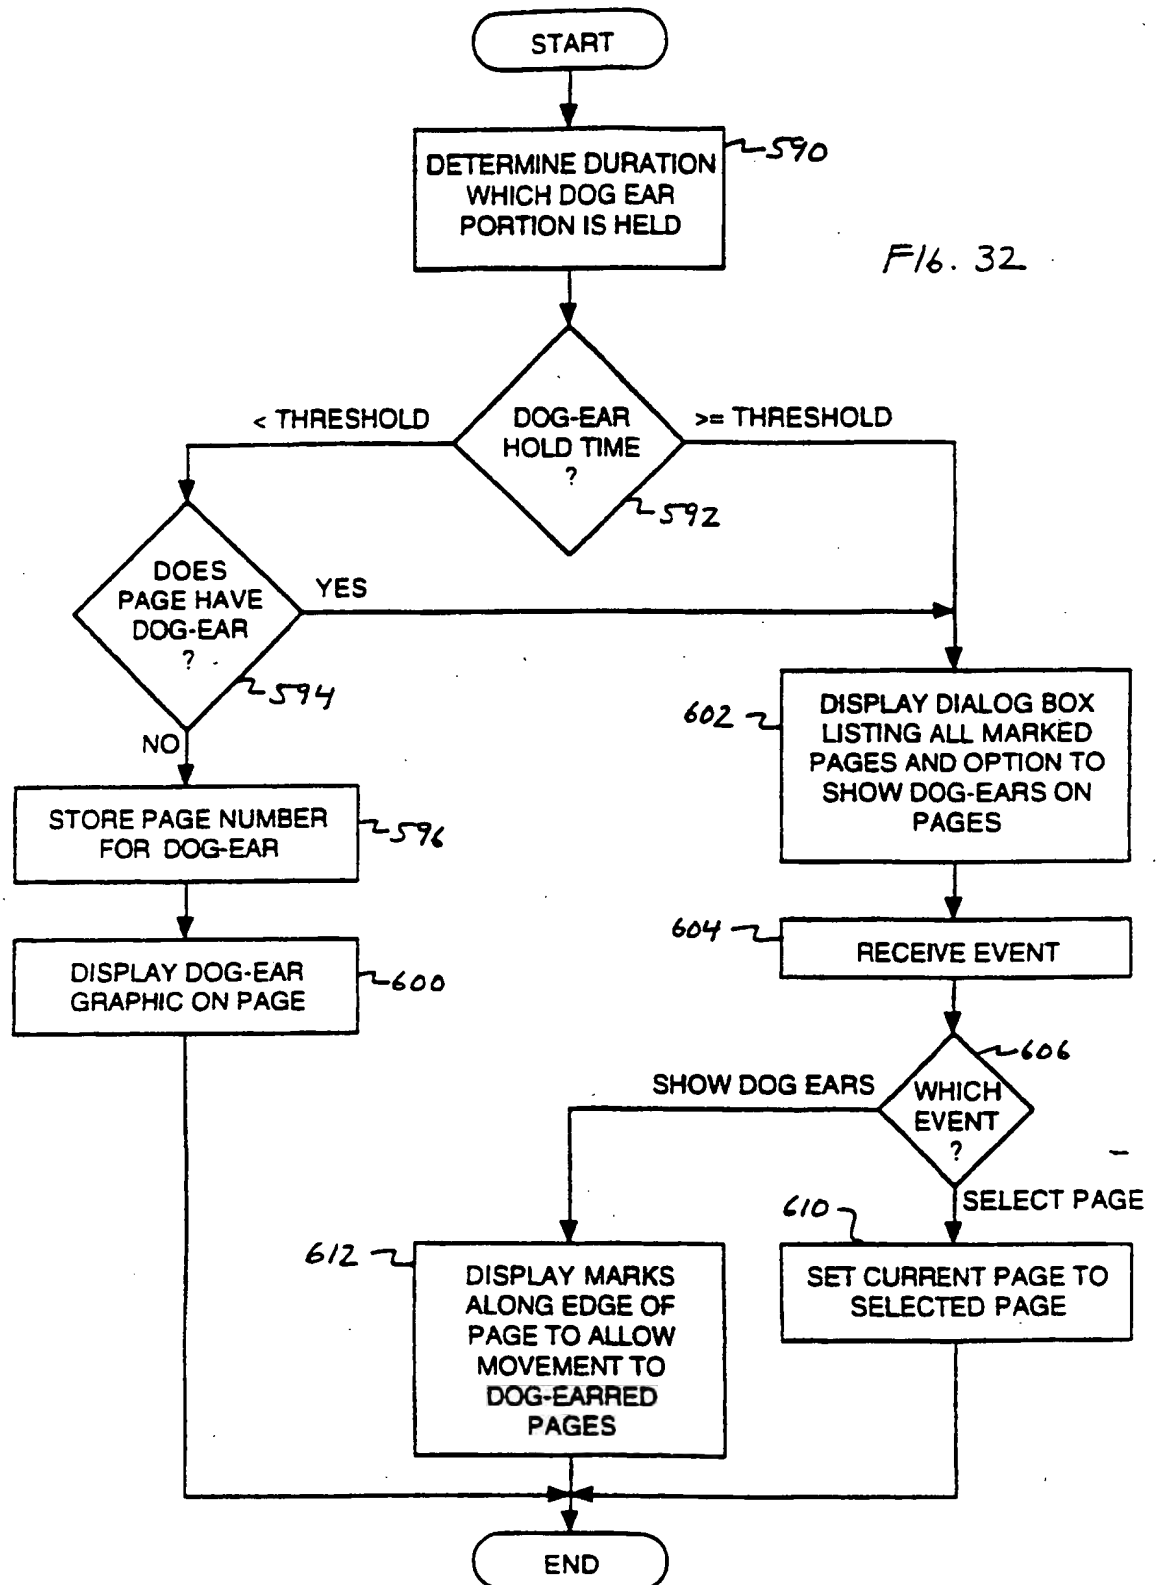 START
DETERMINE DURATION
WHICH DOG EAR
PORTION IS HELD
590
FIG. 32
< THRESHOLD
DOG-EAR
HOLD TIME
?
>= THRESHOLD
592
DOES
PAGE HAVE
DOG-EAR
?
YES
594
NO
STORE PAGE NUMBER
FOR DOG-EAR
596
DISPLAY DOG-EAR
GRAPHIC ON PAGE
600
602
DISPLAY DIALOG BOX
LISTING ALL MARKED
PAGES AND OPTION TO
SHOW DOG-EARS ON
PAGES
604
RECEIVE EVENT
606
SHOW DOG EARS
WHICH
EVENT
?
SELECT PAGE
610
SET CURRENT PAGE TO
SELECTED PAGE
612
DISPLAY MARKS
ALONG EDGE OF
PAGE TO ALLOW
MOVEMENT TO
DOG-EARRED
PAGES
END